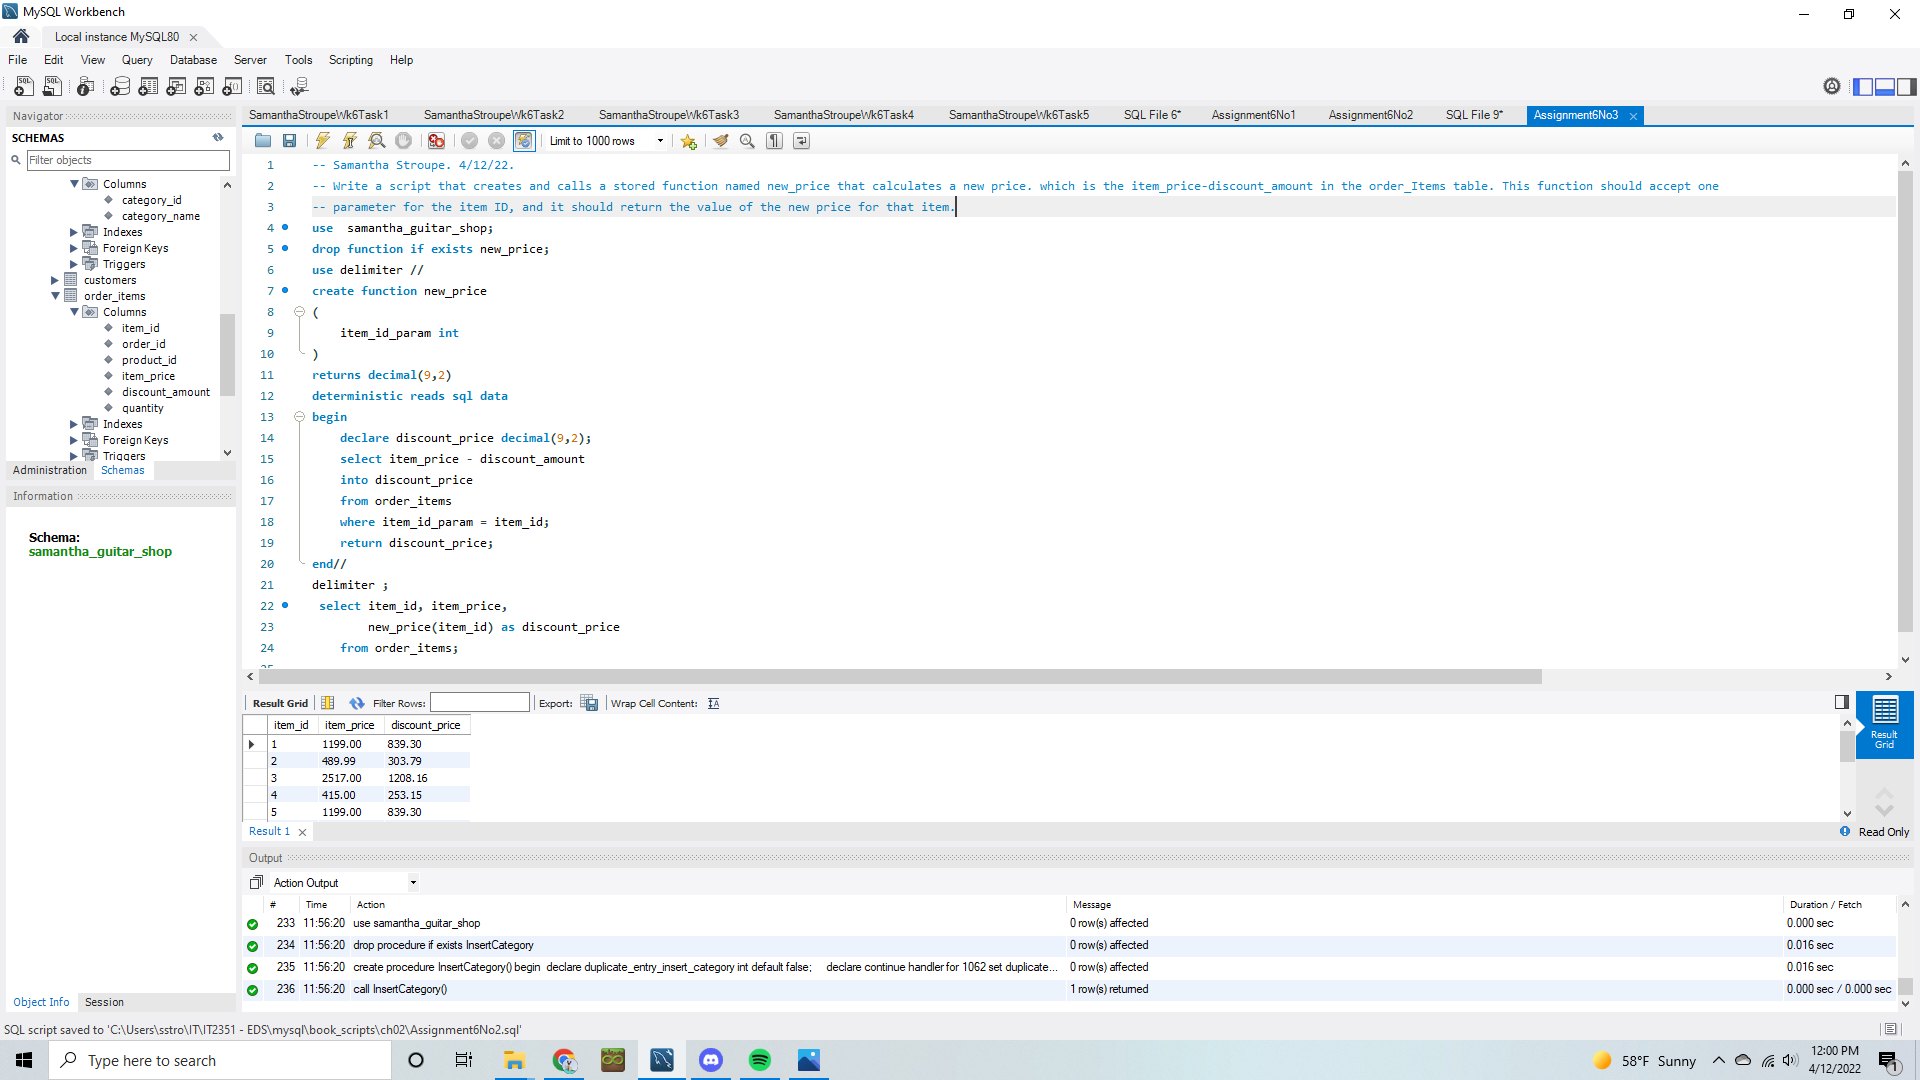 MySQL Workbench
Local instance MySQL80
File Edit View Query Database Server Tools Scripting Help
Navigator
SCHEMAS
Filter objects
Columns
category_id
category_name
Indexes
Foreign Keys
Triggers
customers
order_items
Columns
item_id
order_id
product_id
item_price
discount_amount
quantity
Indexes
Foreign Keys
Triggers
Administration Schemas
Information
Schema:
samantha_guitar_shop
Object Info Session
SamanthaStroupeWk6Task1 SamanthaStroupeWk6Task2 SamanthaStroupeWk6Task3 SamanthaStroupeWk6Task4 SamanthaStroupeWk6Task5 SQL File 6* Assignment6No1 Assignment6No2 SQL File 9* Assignment6No3
Limit to 1000 rows
1 -- Samantha Stroupe. 4/12/22.
2 -- Write a script that creates and calls a stored function named new_price that calculates a new price. which is the item_price-discount_amount in the order_Items table. This function should accept one
3 -- parameter for the item ID, and it should return the value of the new price for that item.
4 use samantha_guitar_shop;
5 drop function if exists new_price;
6 use delimiter //
7 create function new_price
8 (
9 item_id_param int
10 )
11 returns decimal(9,2)
12 deterministic reads sql data
13 begin
14 declare discount_price decimal(9,2);
15 select item_price - discount_amount
16 into discount_price
17 from order_items
18 where item_id_param = item_id;
19 return discount_price;
20 end//
21 delimiter ;
22 select item_id, item_price,
23 new_price(item_id) as discount_price
24 from order_items;
25
Result Grid Filter Rows: Export: Wrap Cell Content:
item_id item_price discount_price
1 1199.00 839.30
2 489.99 303.79
3 2517.00 1208.16
4 415.00 253.15
5 1199.00 839.30
Result Grid
Result 1
Read Only
Output
Action Output
# Time Action Message Duration / Fetch
233 11:56:20 use samantha_guitar_shop 0 row(s) affected 0.000 sec
234 11:56:20 drop procedure if exists InsertCategory 0 row(s) affected 0.016 sec
235 11:56:20 create procedure InsertCategory() begin declare duplicate_entry_insert_category int default false; declare continue handler for 1062 set duplicate... 0 row(s) affected 0.016 sec
236 11:56:20 call InsertCategory() 1 row(s) returned 0.000 sec / 0.000 sec
SQL script saved to 'C:\Users\sstro\IT\IT2351 - EDS\mysql\book_scripts\ch02\Assignment6No2.sql'
Type here to search
58°F Sunny
12:00 PM
4/12/2022
1